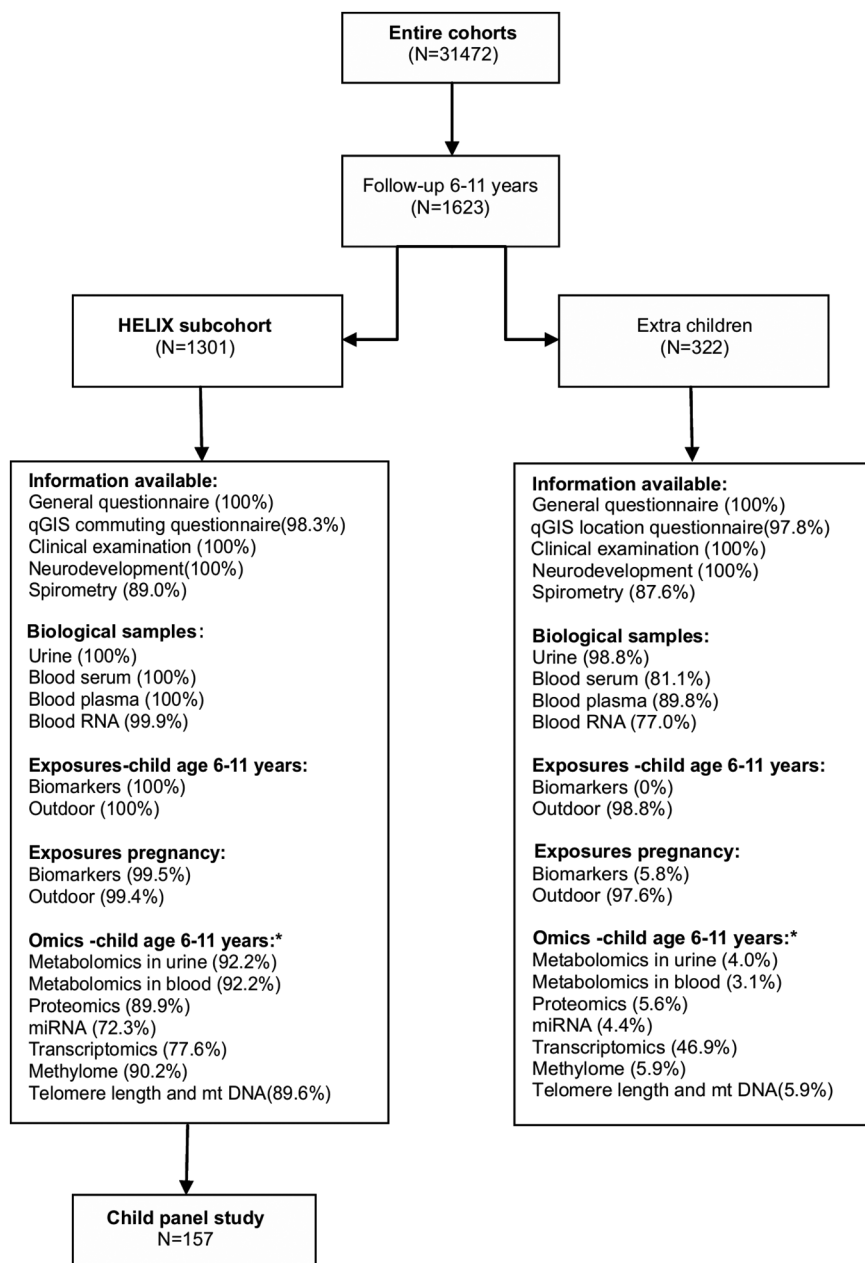 Entire cohorts
(N=31472)
Follow-up 6-11 years
(N=1623)
HELIX subcohort
(N=1301)
Extra children
(N=322)
Information available:
General questionnaire (100%)
qGIS commuting questionnaire(98.3%)
Clinical examination (100%)
Neurodevelopment(100%)
Spirometry (89.0%)
Biological samples:
Urine (100%)
Blood serum (100%)
Blood plasma (100%)
Blood RNA (99.9%)
Exposures-child age 6-11 years:
Biomarkers (100%)
Outdoor (100%)
Exposures pregnancy:
Biomarkers (99.5%)
Outdoor (99.4%)
Omics -child age 6-11 years:*
Metabolomics in urine (92.2%)
Metabolomics in blood (92.2%)
Proteomics (89.9%)
miRNA (72.3%)
Transcriptomics (77.6%)
Methylome (90.2%)
Telomere length and mt DNA(89.6%)
Information available:
General questionnaire (100%)
qGIS location questionnaire(97.8%)
Clinical examination (100%)
Neurodevelopment (100%)
Spirometry (87.6%)
Biological samples:
Urine (98.8%)
Blood serum (81.1%)
Blood plasma (89.8%)
Blood RNA (77.0%)
Exposures -child age 6-11 years:
Biomarkers (0%)
Outdoor (98.8%)
Exposures pregnancy:
Biomarkers (5.8%)
Outdoor (97.6%)
Omics -child age 6-11 years:*
Metabolomics in urine (4.0%)
Metabolomics in blood (3.1%)
Proteomics (5.6%)
miRNA (4.4%)
Transcriptomics (46.9%)
Methylome (5.9%)
Telomere length and mt DNA(5.9%)
Child panel study
N=157